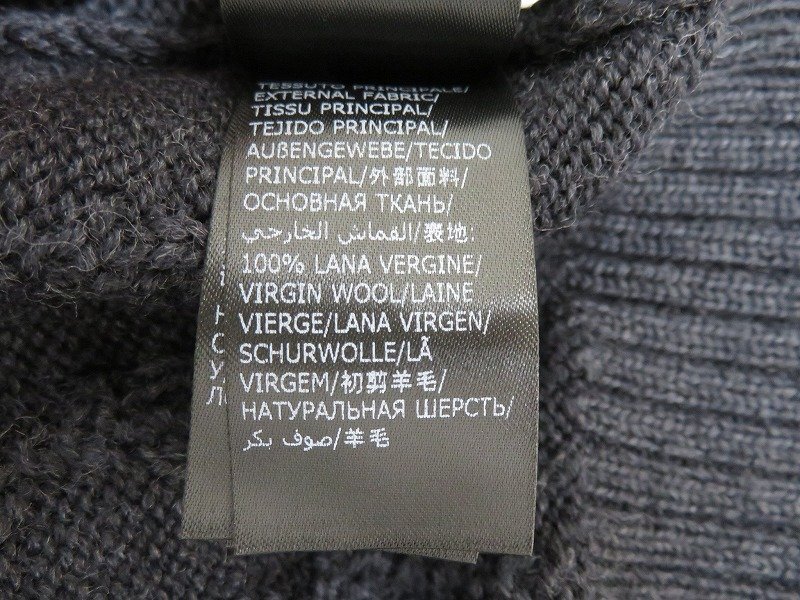 TESSUTO PRINCIPALE/
EXTERNAL FABRIC/
TISSU PRINCIPAL/
TEJIDO PRINCIPAL/
AUßENGEWEBE/TECIDO
PRINCIPAL/外部面料/
ОСНОВНАЯ ТКАНЬ/
القماش الخارجي/表地:
100% LANA VERGINE/
VIRGIN WOOL/LAINE
VIERGE/LANA VIRGEN/
SCHURWOLLE/LÃ
VIRGEM/初剪羊毛/
НАТУРАЛЬНАЯ ШЕРСТЬ/
صوف بكر/羊毛